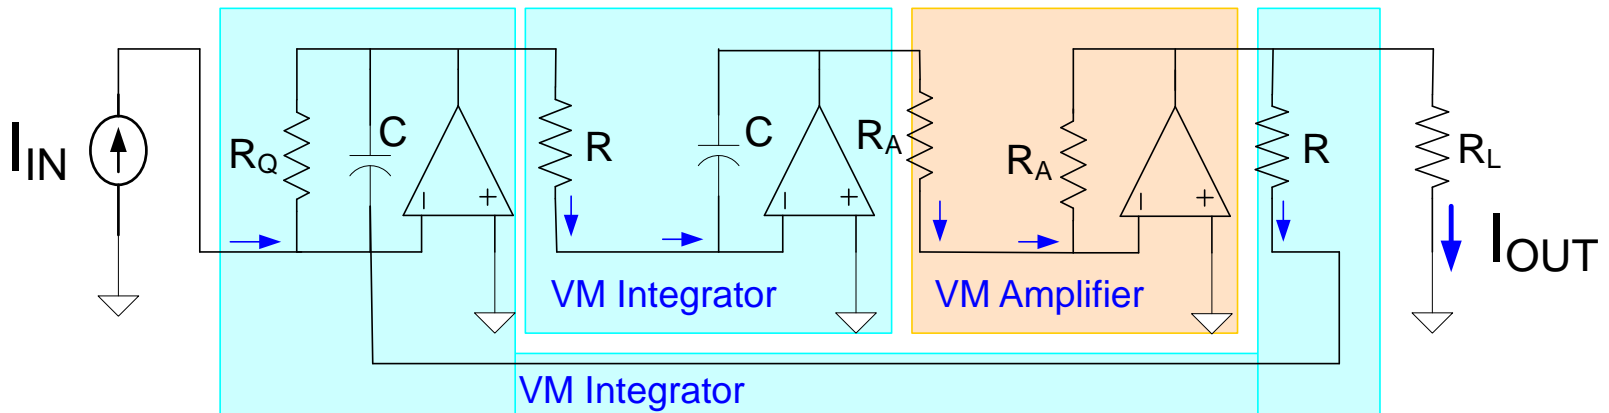 I_IN
R_Q
C
R
C
R_A
R_A
R
R_L
I_OUT
− +
− +
− +
VM Integrator
VM Amplifier
VM Integrator